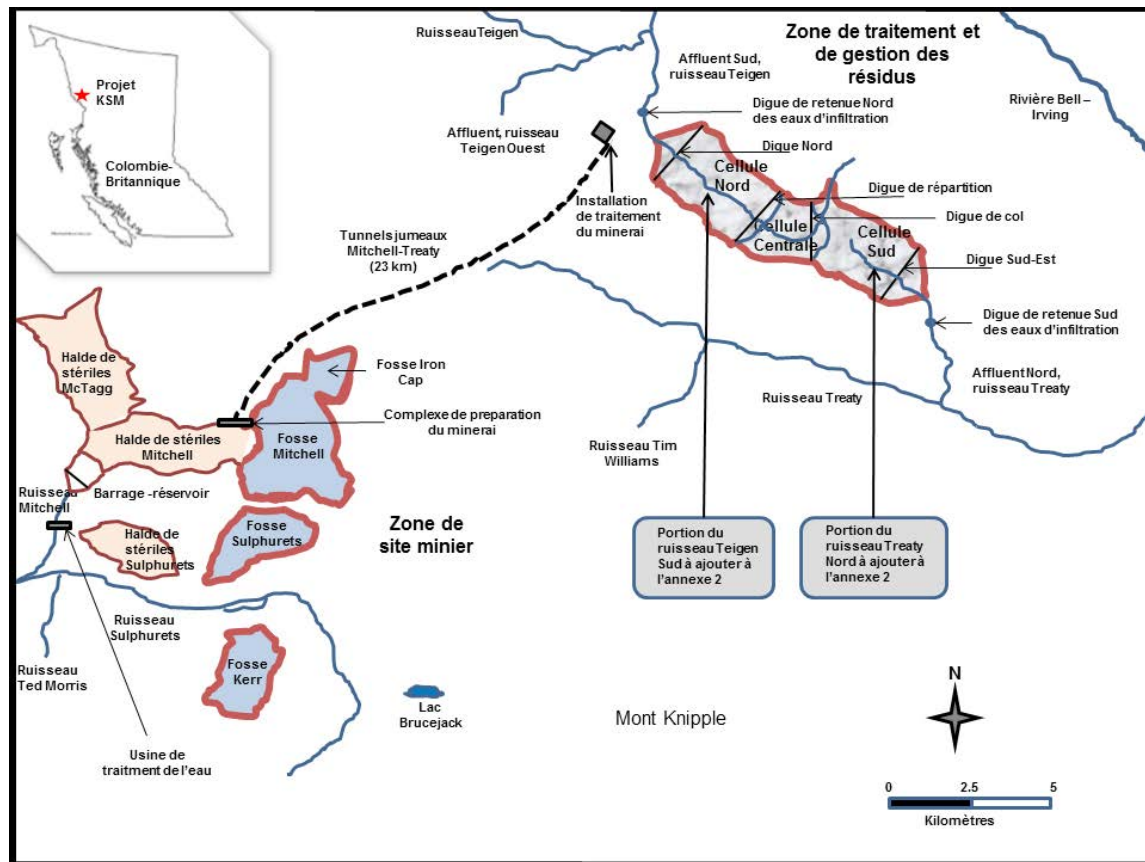 Projet
KSM
Colombie-
Britannique
Ruisseau Teigen
Affluent Sud,
ruisseau Teigen
Zone de traitement et
de gestion des
résidus
Digue de retenue Nord
des eaux d'infiltration
Rivière Bell –
Irving
Affluent, ruisseau
Teigen Ouest
Digue Nord
Cellule
Nord
Digue de répartition
Installation
de traitement
du minerai
Cellule
Centrale
Digue de col
Cellule
Sud
Tunnels jumeaux
Mitchell-Treaty
(23 km)
Digue Sud-Est
Digue de retenue Sud
des eaux d'infiltration
Halde de
stériles
McTagg
Fosse Iron
Cap
Affluent Nord,
ruisseau Treaty
Ruisseau Treaty
Complexe de preparation
du minerai
Halde de stériles
Mitchell
Fosse
Mitchell
Ruisseau Tim
Williams
Ruisseau
Mitchell
Barrage -réservoir
Zone de
site minier
Halde de
stériles
Sulphurets
Fosse
Sulphurets
Portion du
ruisseau Teigen
Sud à ajouter à
l'annexe 2
Portion du
ruisseau Treaty
Nord à ajouter à
l'annexe 2
Ruisseau
Sulphurets
Ruisseau
Ted Morris
Fosse
Kerr
Lac
Brucejack
Mont Knipple
N
Usine de
traitment de l'eau
0 2.5 5
Kilomètres